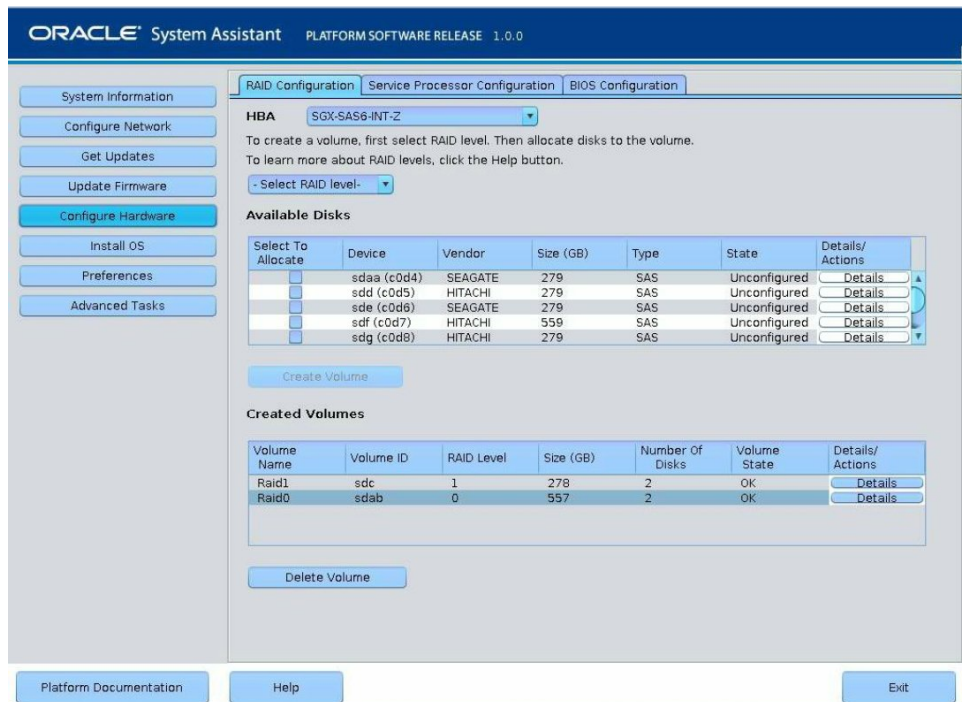 ORACLE® System Assistant PLATFORM SOFTWARE RELEASE 1.0.0
System Information
Configure Network
Get Updates
Update Firmware
Configure Hardware
Install OS
Preferences
Advanced Tasks
RAID Configuration Service Processor Configuration BIOS Configuration
HBA SGX-SAS6-INT-Z
To create a volume, first select RAID level. Then allocate disks to the volume.
To learn more about RAID levels, click the Help button.
- Select RAID level-
Available Disks
Select To Allocate Device Vendor Size (GB) Type State Details/ Actions
sdaa (c0d4) SEAGATE 279 SAS Unconfigured Details
sdd (c0d5) HITACHI 279 SAS Unconfigured Details
sde (c0d6) SEAGATE 279 SAS Unconfigured Details
sdf (c0d7) HITACHI 559 SAS Unconfigured Details
sdg (c0d8) HITACHI 279 SAS Unconfigured Details
Create Volume
Created Volumes
Volume Name Volume ID RAID Level Size (GB) Number Of Disks Volume State Details/ Actions
Raid1 sdc 1 278 2 OK Details
Raid0 sdab 0 557 2 OK Details
Delete Volume
Platform Documentation Help Exit